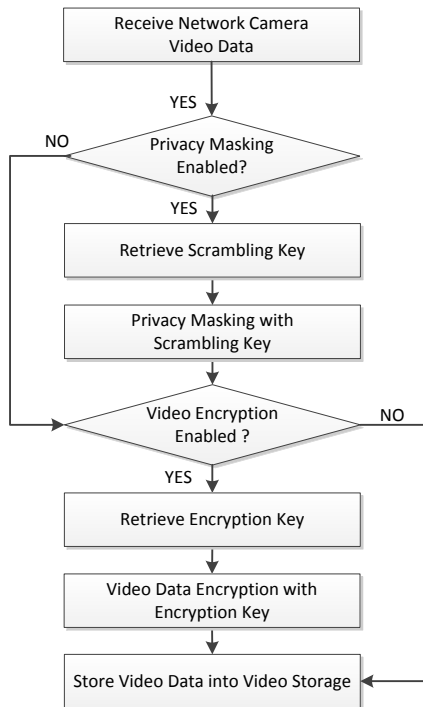 Receive Network Camera
Video Data
YES
NO
Privacy Masking
Enabled?
YES
Retrieve Scrambling Key
Privacy Masking with
Scrambling Key
Video Encryption
Enabled ?
NO
YES
Retrieve Encryption Key
Video Data Encryption with
Encryption Key
Store Video Data into Video Storage